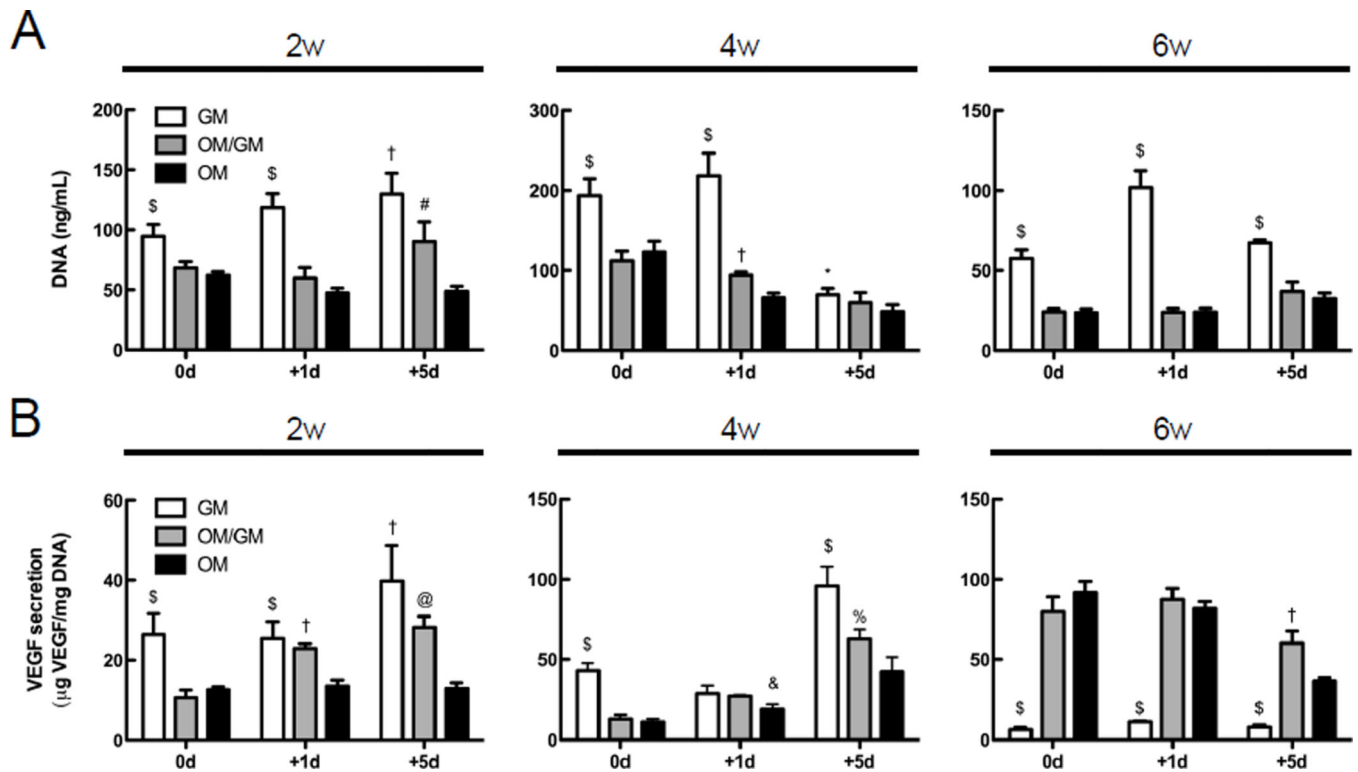 A
2w
4w
6w
DNA (ng/mL)
200
150
100
50
0
GM
OM/GM
OM
$
$
†
#
0d
+1d
+5d
300
200
100
0
$
$
†
*
0d
+1d
+5d
150
100
50
0
$
$
$
0d
+1d
+5d
B
2w
4w
6w
VEGF secretion
(μg VEGF/mg DNA)
60
40
20
0
GM
OM/GM
OM
$
$
†
†
@
0d
+1d
+5d
150
100
50
0
$
&
$
%
0d
+1d
+5d
150
100
50
0
$
$
$
†
0d
+1d
+5d